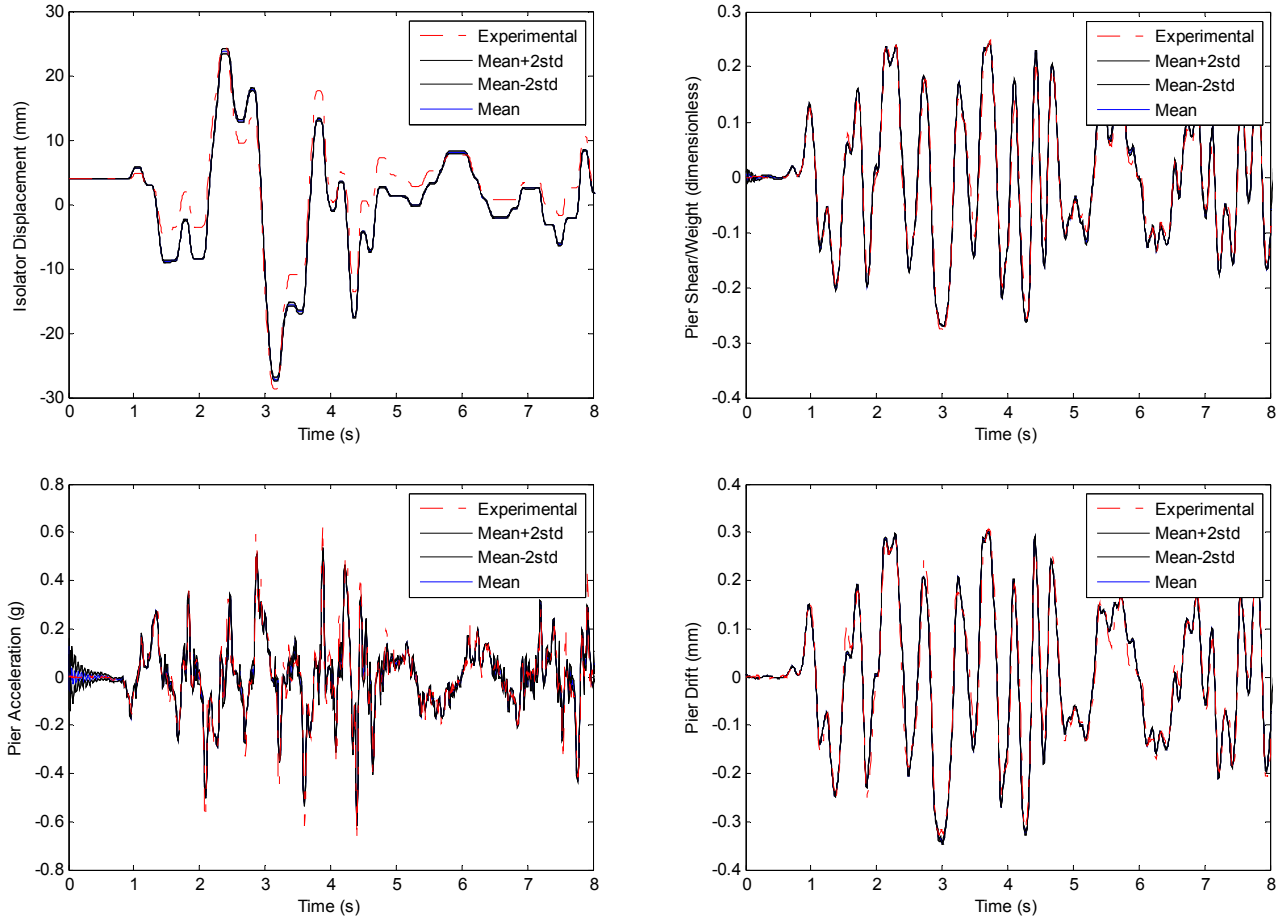 30
20
10
0
-10
-20
30
0 1 2 3 4 5 6 7 8
Time (s)
Isolator Displacement (mm)
Experimental
Mean+2std
Mean-2std
Mean
0.3
0.2
0.1
0
-0.1
-0.2
-0.3
0.4
0 1 2 3 4 5 6 7 8
Time (s)
Pier Shear/Weight (dimensionless)
Experimental
Mean+2std
Mean-2std
Mean
0.8
0.6
0.4
0.2
0
-0.2
-0.4
-0.6
0.8
0 1 2 3 4 5 6 7 8
Time (s)
Pier Acceleration (g)
Experimental
Mean+2std
Mean-2std
Mean
0.4
0.3
0.2
0.1
0
-0.1
-0.2
-0.3
0.4
0 1 2 3 4 5 6 7 8
Time (s)
Pier Drift (mm)
Experimental
Mean+2std
Mean-2std
Mean